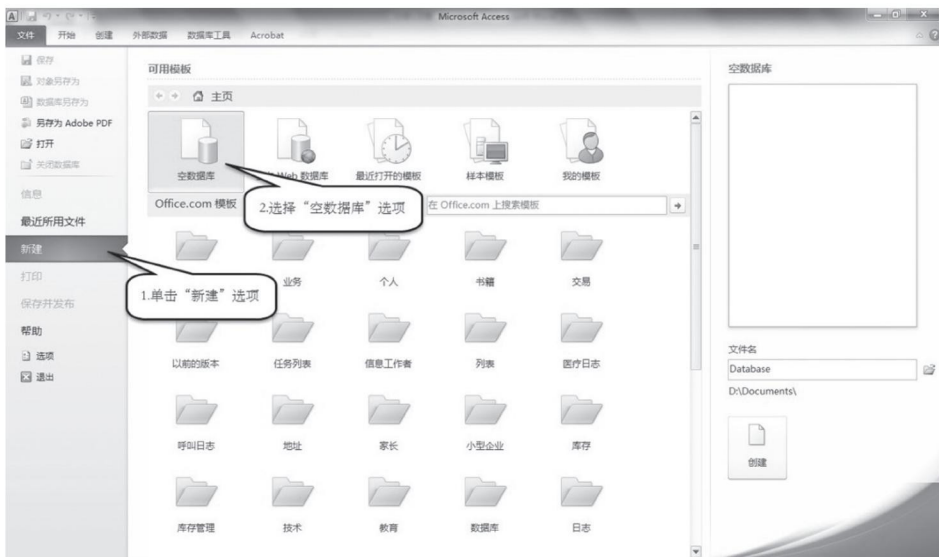 Microsoft Access
文件 开始 创建 外部数据 数据库工具 Acrobat
保存
对象另存为
数据库另存为
另存为 Adobe PDF
打开
关闭数据库
信息
最近所用文件
新建
打印
保存并发布
帮助
选项
退出
可用模板
主页
空数据库 Web 数据库 最近打开的模板 样本模板 我的模板
Office.com 模板 在 Office.com 上搜索模板
2.选择“空数据库”选项
1.单击“新建”选项
业务 个人 书籍 交易
以前的版本 任务列表 信息工作者 列表 医疗日志
呼叫日志 地址 家长 小型企业 库存
库存管理 技术 教育 数据库 日志
空数据库
文件名
Database
D:\Documents\
创建